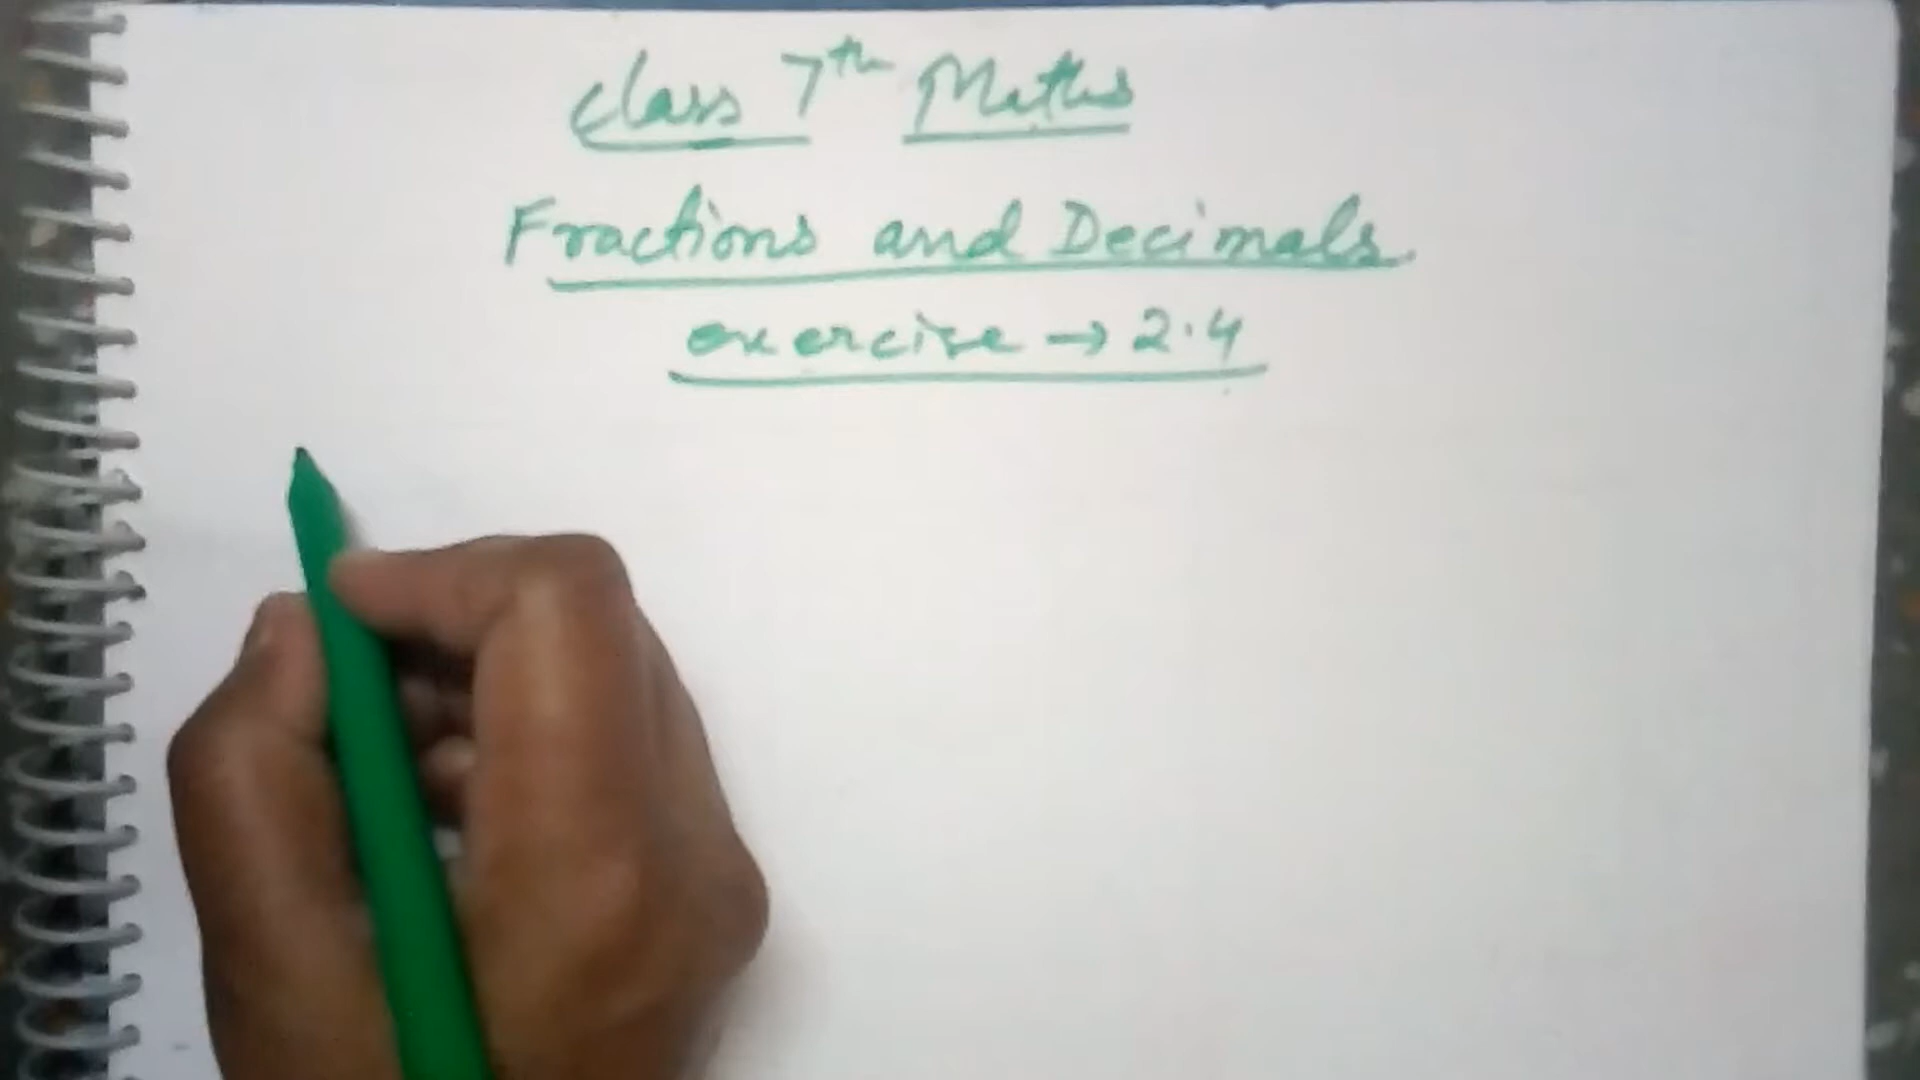 class 7th Maths
Fractions and Decimals
exercise → 2.4